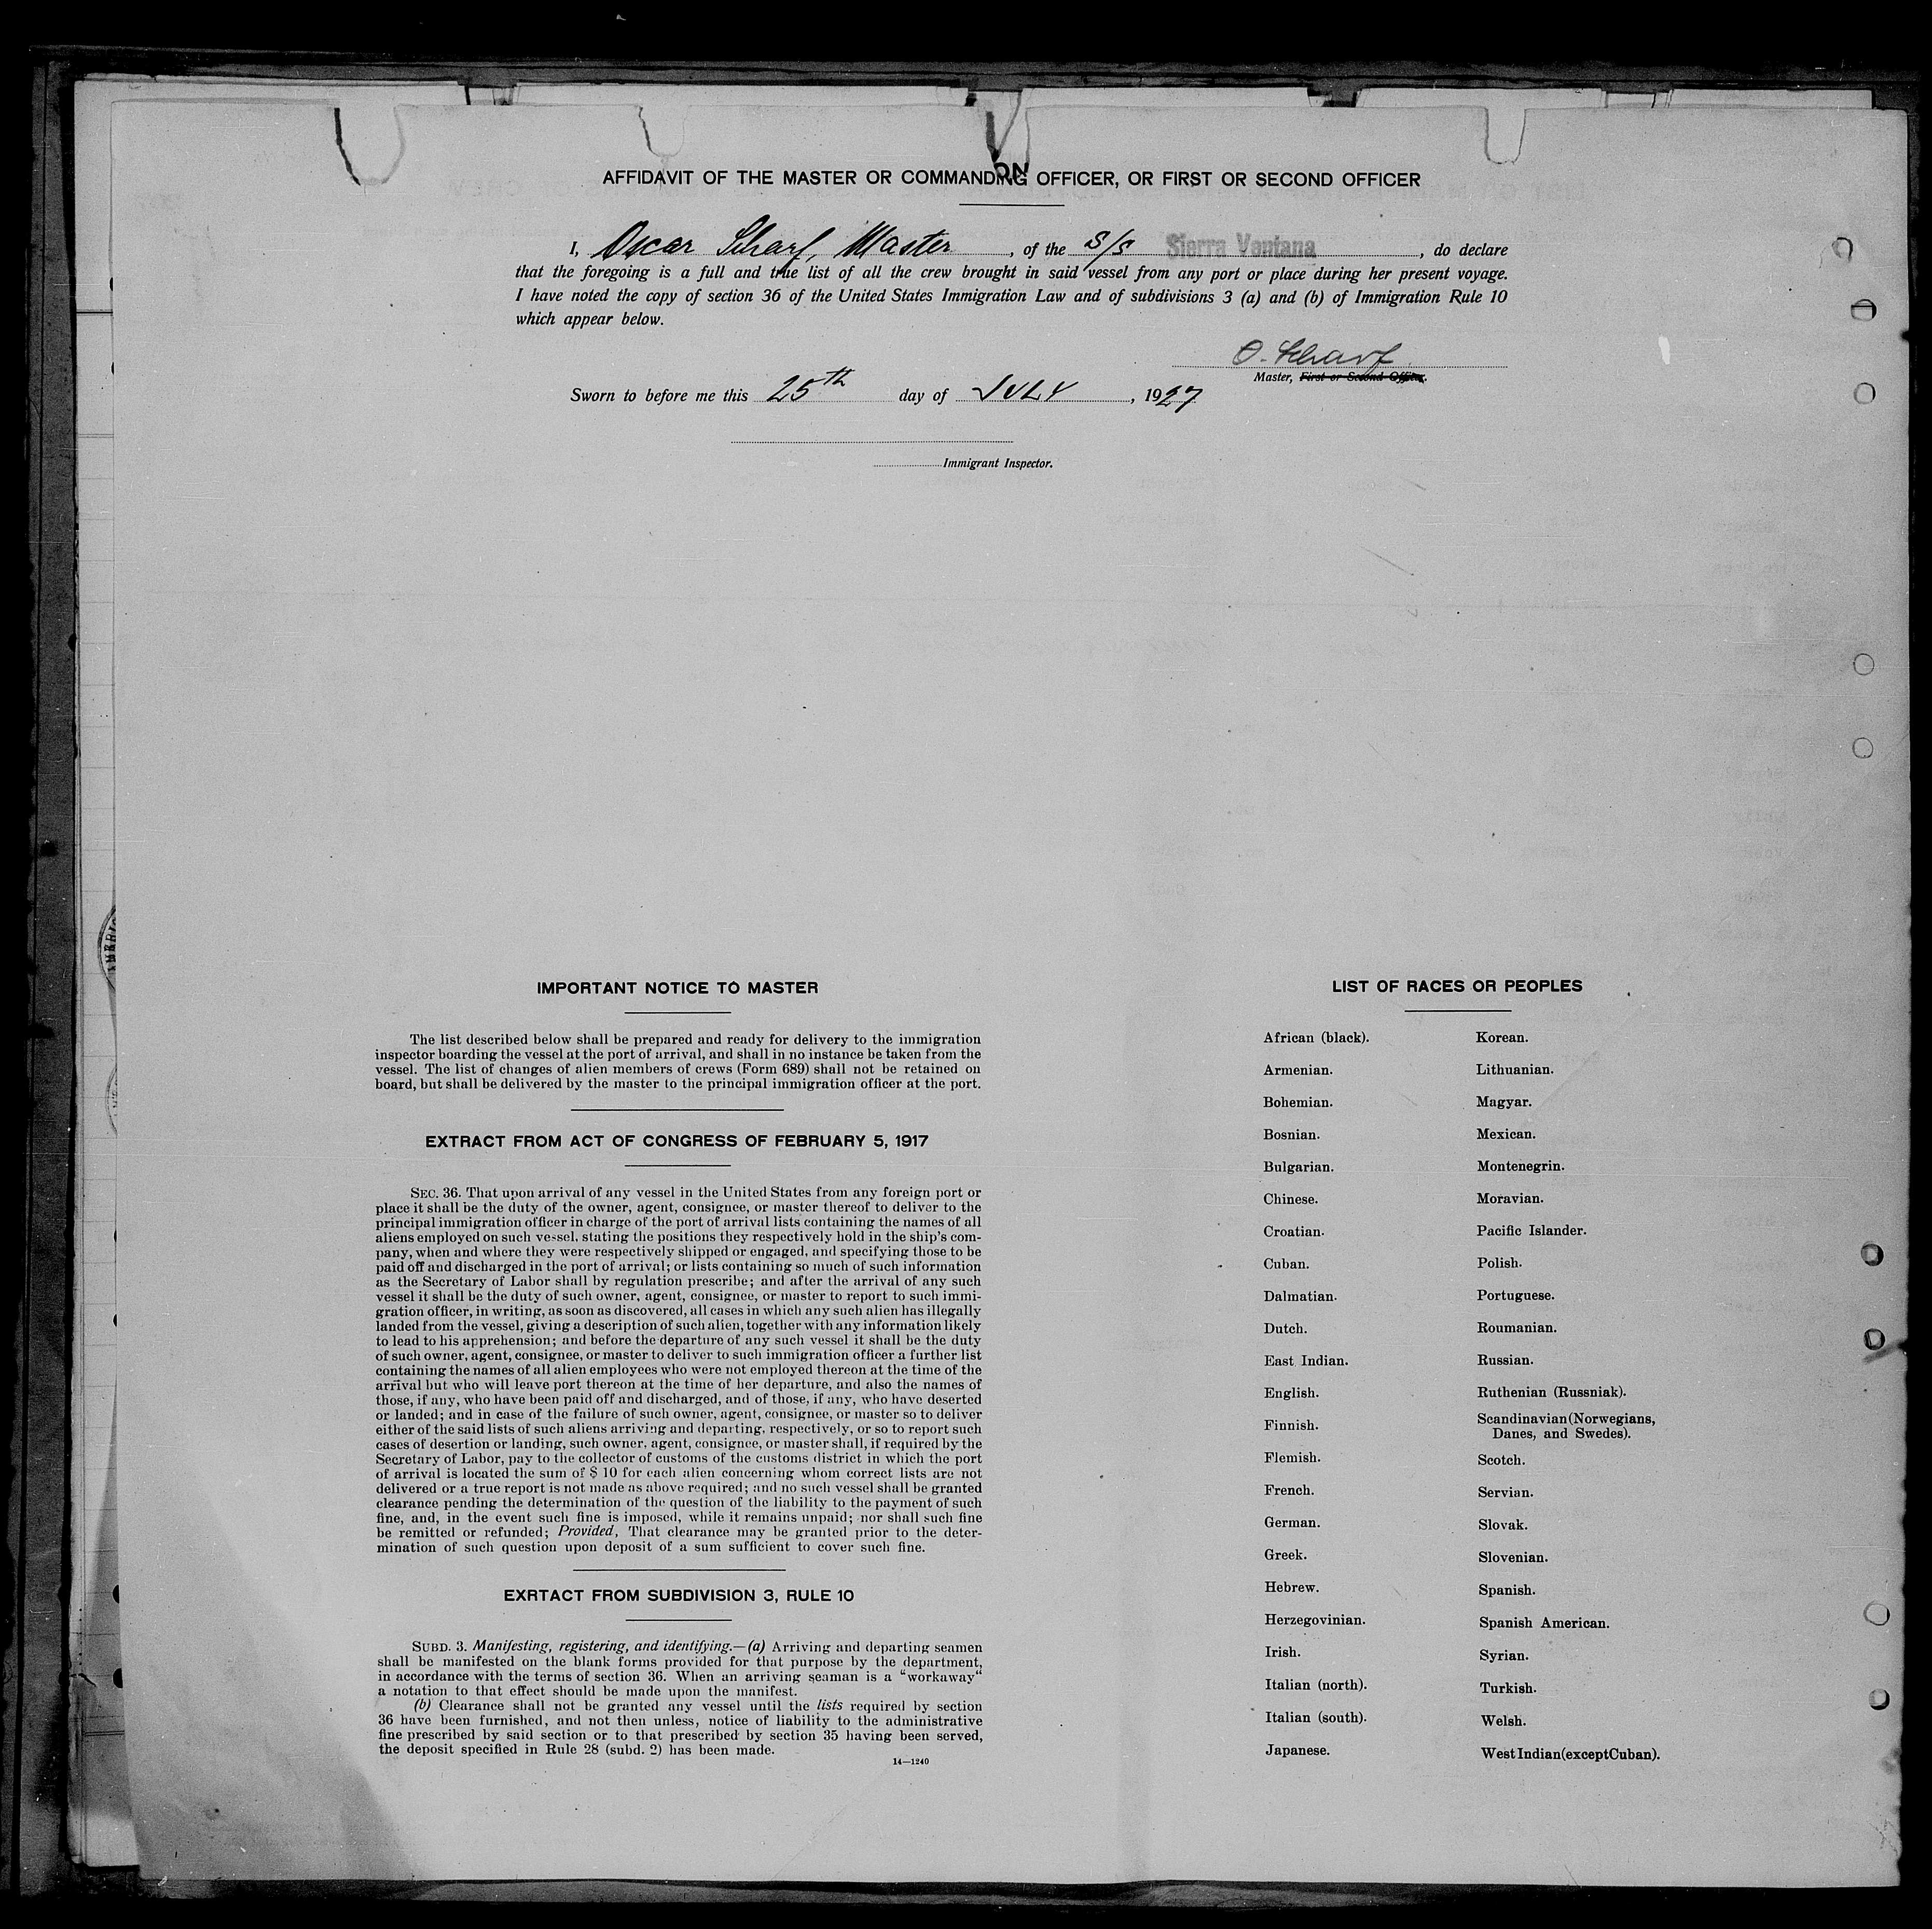 ON
AFFIDAVIT OF THE MASTER OR COMMANDING OFFICER, OR FIRST OR SECOND OFFICER
I, Oscar Scharf, Master, of the S/S Sierra Ventana, do declare
that the foregoing is a full and true list of all the crew brought in said vessel from any port or place during her present voyage.
I have noted the copy of section 36 of the United States Immigration Law and of subdivisions 3 (a) and (b) of Immigration Rule 10
which appear below.
O. Scharf
Master, First or Second Officer.
Sworn to before me this 25th day of JULY, 1927
Immigrant Inspector.
IMPORTANT NOTICE TO MASTER
The list described below shall be prepared and ready for delivery to the immigration
inspector boarding the vessel at the port of arrival, and shall in no instance be taken from the
vessel. The list of changes of alien members of crews (Form 689) shall not be retained on
board, but shall be delivered by the master to the principal immigration officer at the port.
EXTRACT FROM ACT OF CONGRESS OF FEBRUARY 5, 1917
SEC. 36. That upon arrival of any vessel in the United States from any foreign port or
place it shall be the duty of the owner, agent, consignee, or master thereof to deliver to the
principal immigration officer in charge of the port of arrival lists containing the names of all
aliens employed on such vessel, stating the positions they respectively hold in the ship's com-
pany, when and where they were respectively shipped or engaged, and specifying those to be
paid off and discharged in the port of arrival; or lists containing so much of such information
as the Secretary of Labor shall by regulation prescribe; and after the arrival of any such
vessel it shall be the duty of such owner, agent, consignee, or master to report to such immi-
gration officer, in writing, as soon as discovered, all cases in which any such alien has illegally
landed from the vessel, giving a description of such alien, together with any information likely
to lead to his apprehension; and before the departure of any such vessel it shall be the duty
of such owner, agent, consignee, or master to deliver to such immigration officer a further list
containing the names of all alien employees who were not employed thereon at the time of the
arrival but who will leave port thereon at the time of her departure, and also the names of
those, if any, who have been paid off and discharged, and of those, if any, who have deserted
or landed; and in case of the failure of such owner, agent, consignee, or master so to deliver
either of the said lists of such aliens arriving and departing, respectively, or so to report such
cases of desertion or landing, such owner, agent, consignee, or master shall, if required by the
Secretary of Labor, pay to the collector of customs of the customs district in which the port
of arrival is located the sum of $ 10 for each alien concerning whom correct lists are not
delivered or a true report is not made as above required; and no such vessel shall be granted
clearance pending the determination of the question of the liability to the payment of such
fine, and, in the event such fine is imposed, while it remains unpaid; nor shall such fine
be remitted or refunded; Provided, That clearance may be granted prior to the deter-
mination of such question upon deposit of a sum sufficient to cover such fine.
EXRTACT FROM SUBDIVISION 3, RULE 10
SUBD. 3. Manifesting, registering, and identifying.—(a) Arriving and departing seamen
shall be manifested on the blank forms provided for that purpose by the department,
in accordance with the terms of section 36. When an arriving seaman is a “workaway“
a notation to that effect should be made upon the manifest.
(b) Clearance shall not be granted any vessel until the lists required by section
36 have been furnished, and not then unless, notice of liability to the administrative
fine prescribed by said section or to that prescribed by section 35 having been served,
the deposit specified in Rule 28 (subd. 2) has been made.
14—1240
LIST OF RACES OR PEOPLES
African (black).
Armenian.
Bohemian.
Bosnian.
Bulgarian.
Chinese.
Croatian.
Cuban.
Dalmatian.
Dutch.
East Indian.
English.
Finnish.
Flemish.
French.
German.
Greek.
Hebrew.
Herzegovinian.
Irish.
Italian (north).
Italian (south).
Japanese.
Korean.
Lithuanian.
Magyar.
Mexican.
Montenegrin.
Moravian.
Pacific Islander.
Polish.
Portuguese.
Roumanian.
Russian.
Ruthenian (Russniak).
Scandinavian (Norwegians,
Danes, and Swedes).
Scotch.
Servian.
Slovak.
Slovenian.
Spanish.
Spanish American.
Syrian.
Turkish.
Welsh.
West Indian (except Cuban).